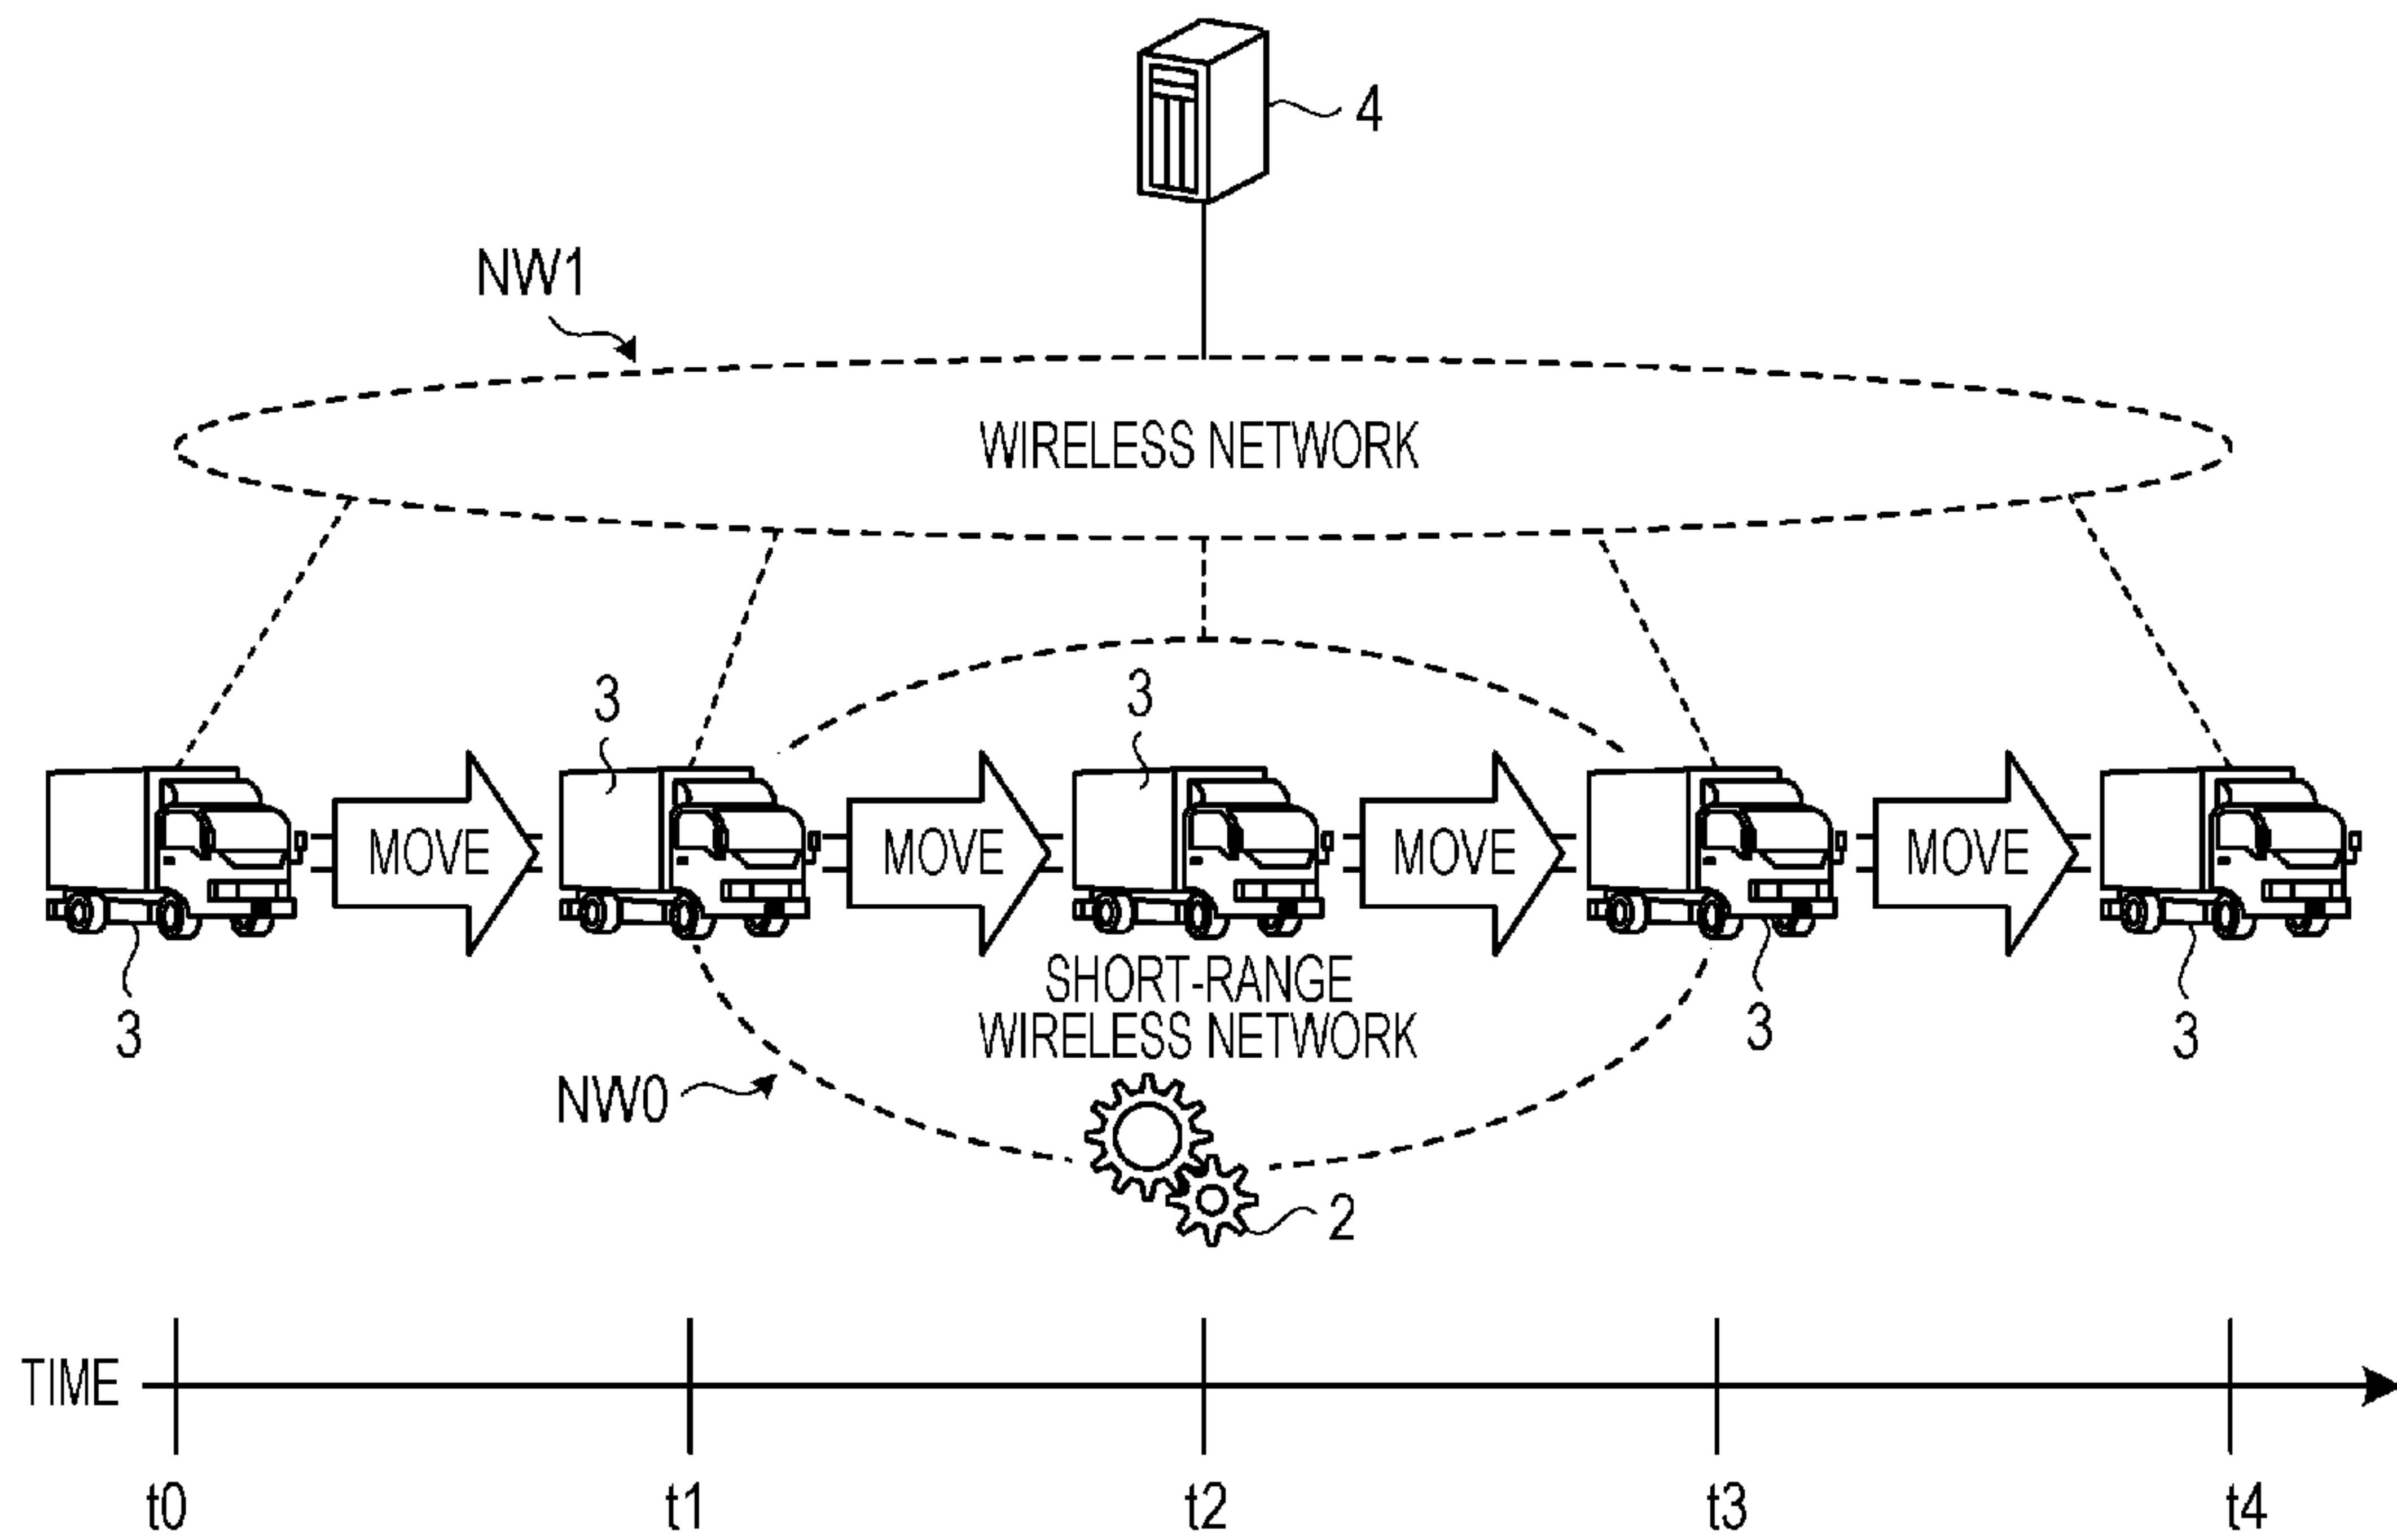 4
NW1
WIRELESS NETWORK
3
3
MOVE
MOVE
MOVE
MOVE
SHORT-RANGE
WIRELESS NETWORK
3
3
3
NW0
2
TIME
t0
t1
t2
t3
t4